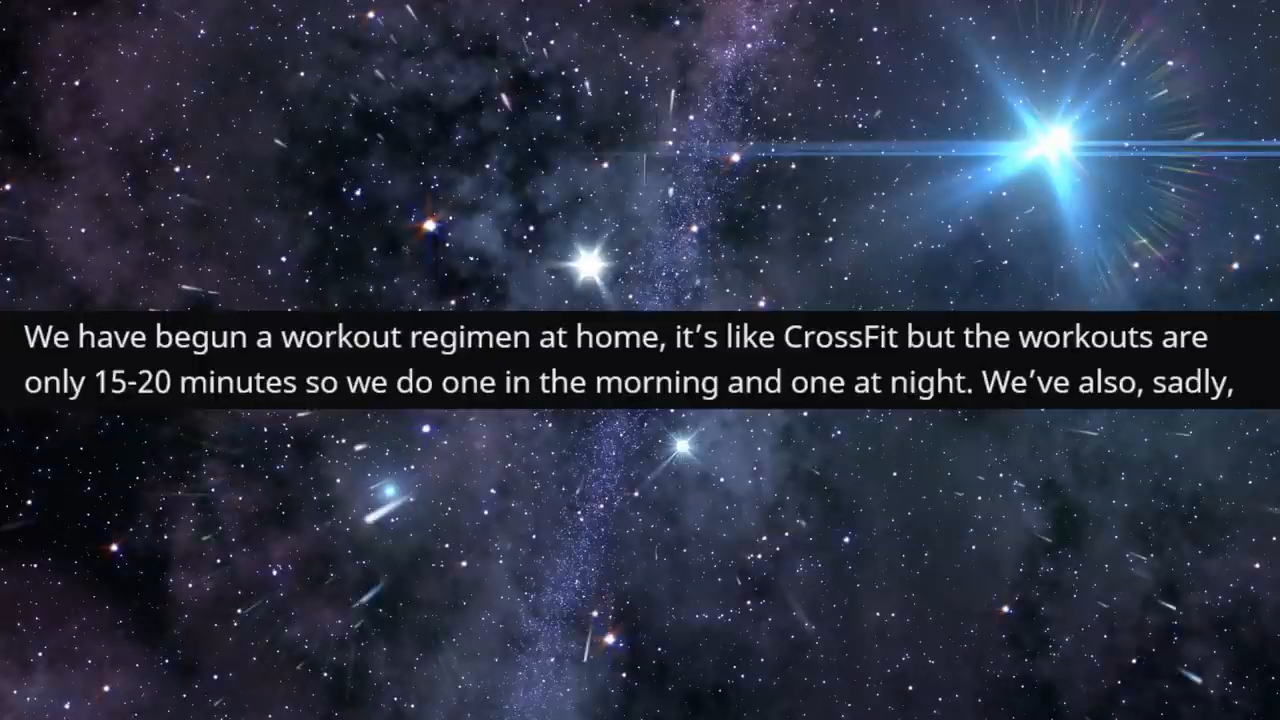 We have begun a workout regimen at home, it’s like CrossFit but the workouts are
only 15-20 minutes so we do one in the morning and one at night. We’ve also, sadly,